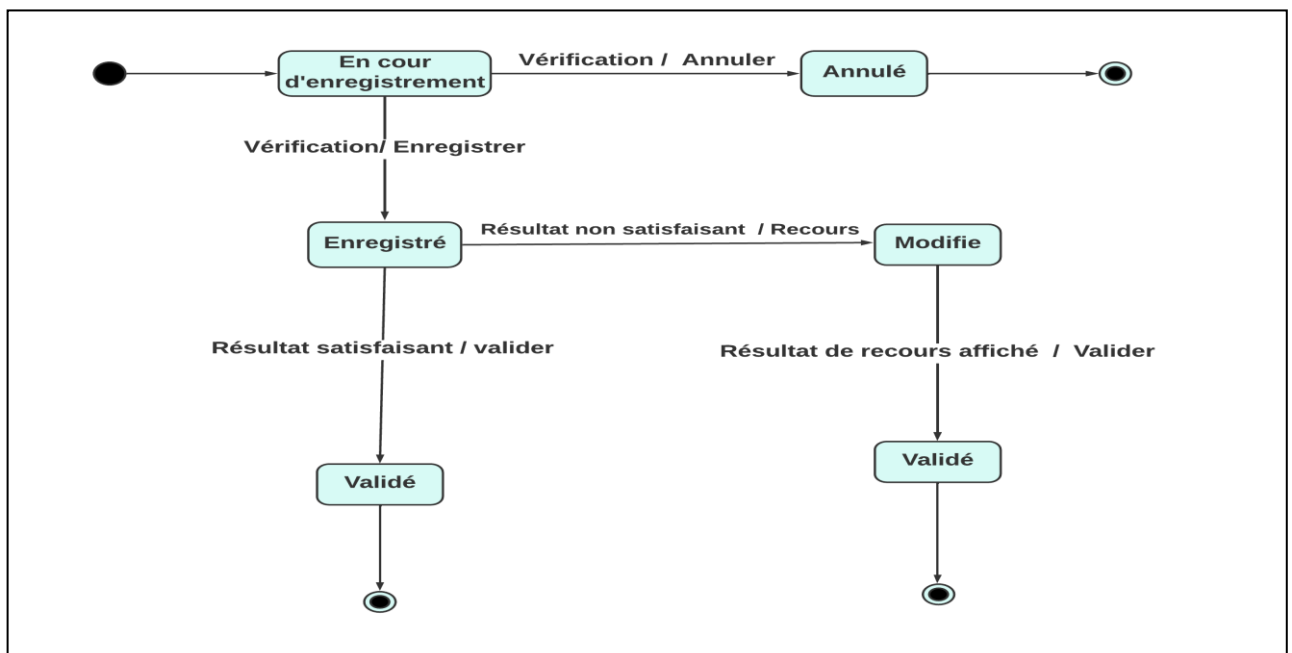 En cour
d'enregistrement
Vérification / Annuler
Annulé
Vérification/ Enregistrer
Enregistré
Résultat non satisfaisant / Recours
Modifie
Résultat satisfaisant / valider
Résultat de recours affiché / Valider
Validé
Validé